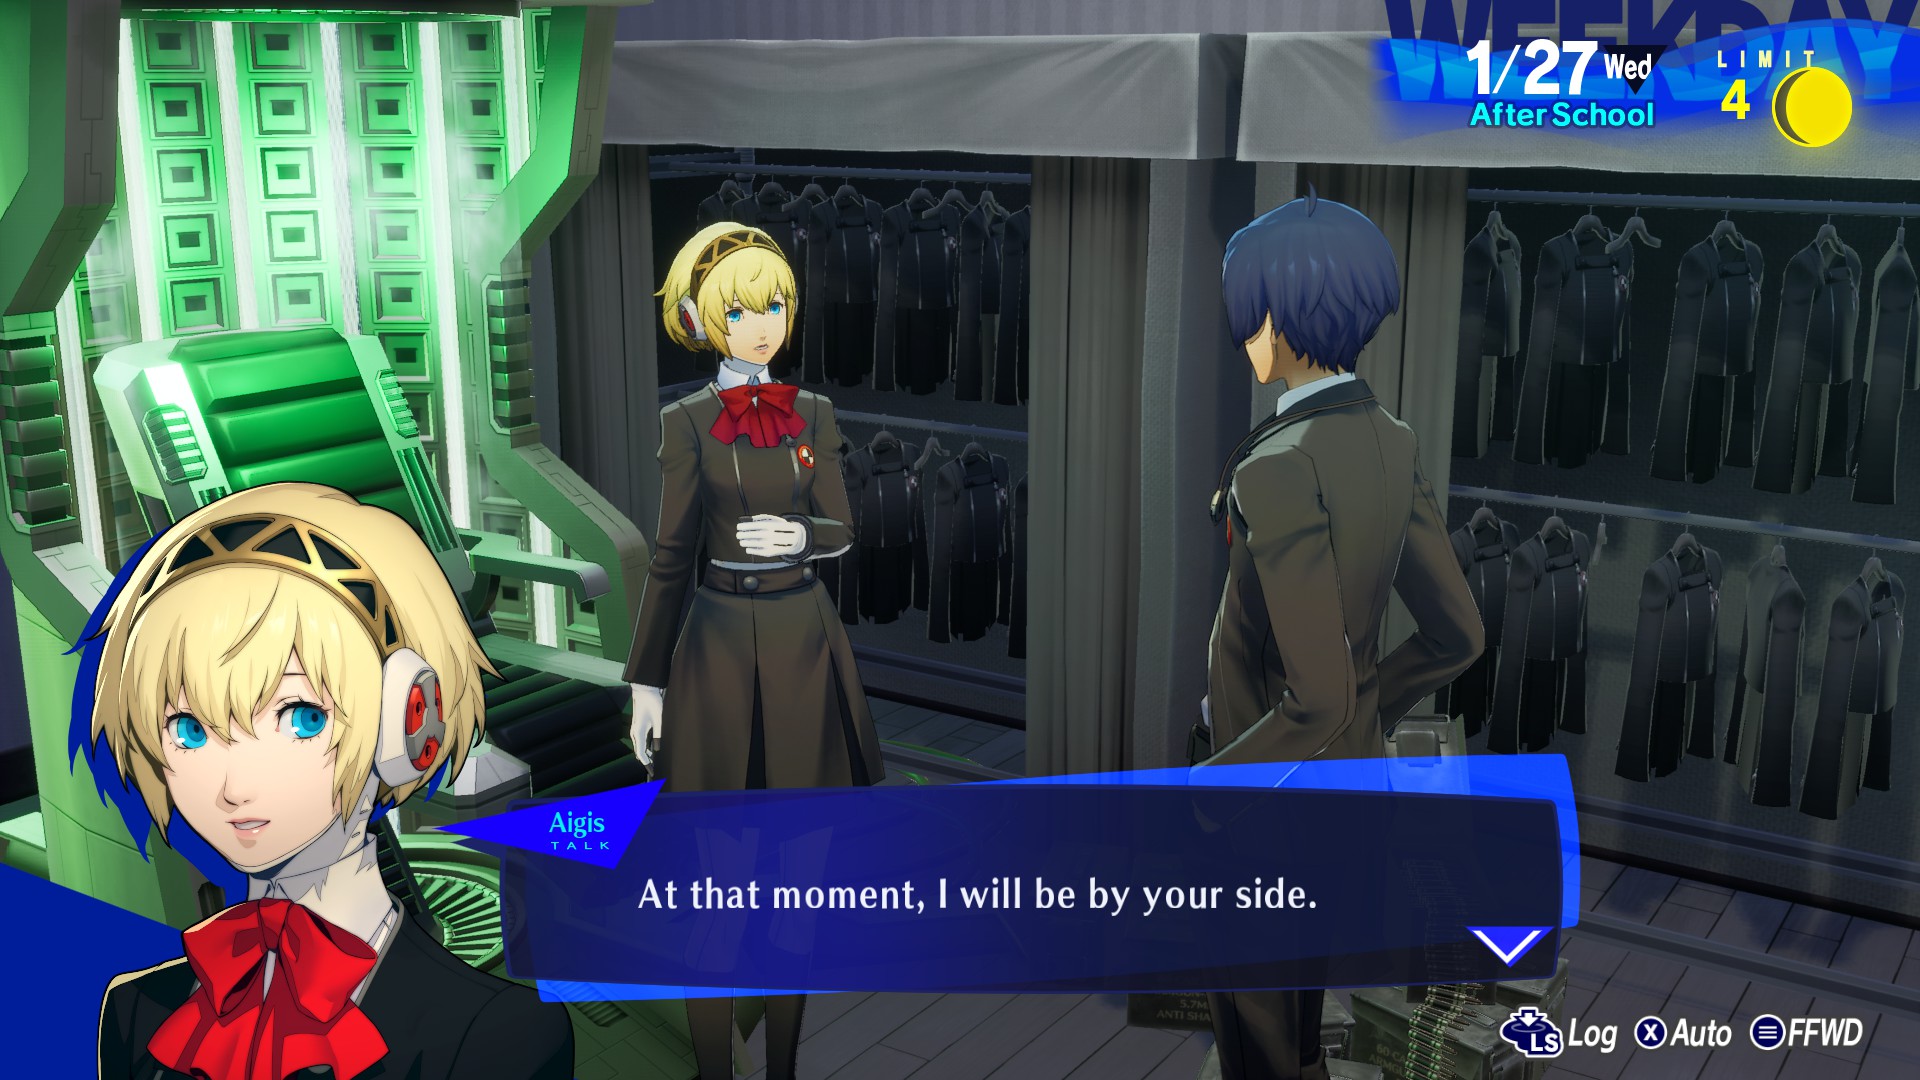 WEEKDAY
1/27 Wed
After School
LIMIT
4
Aigis
TALK
At that moment, I will be by your side.
LS Log X Auto FFWD